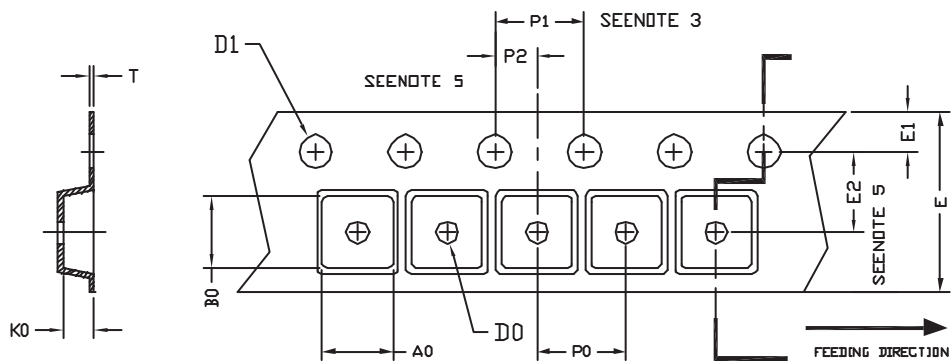 P1
SEENOTE 3
D1
P2
T
SEENOTE 5
E1
E2
E
SEENOTE 5
B0
K0
D0
A0
P0
FEEDING DIRECTION